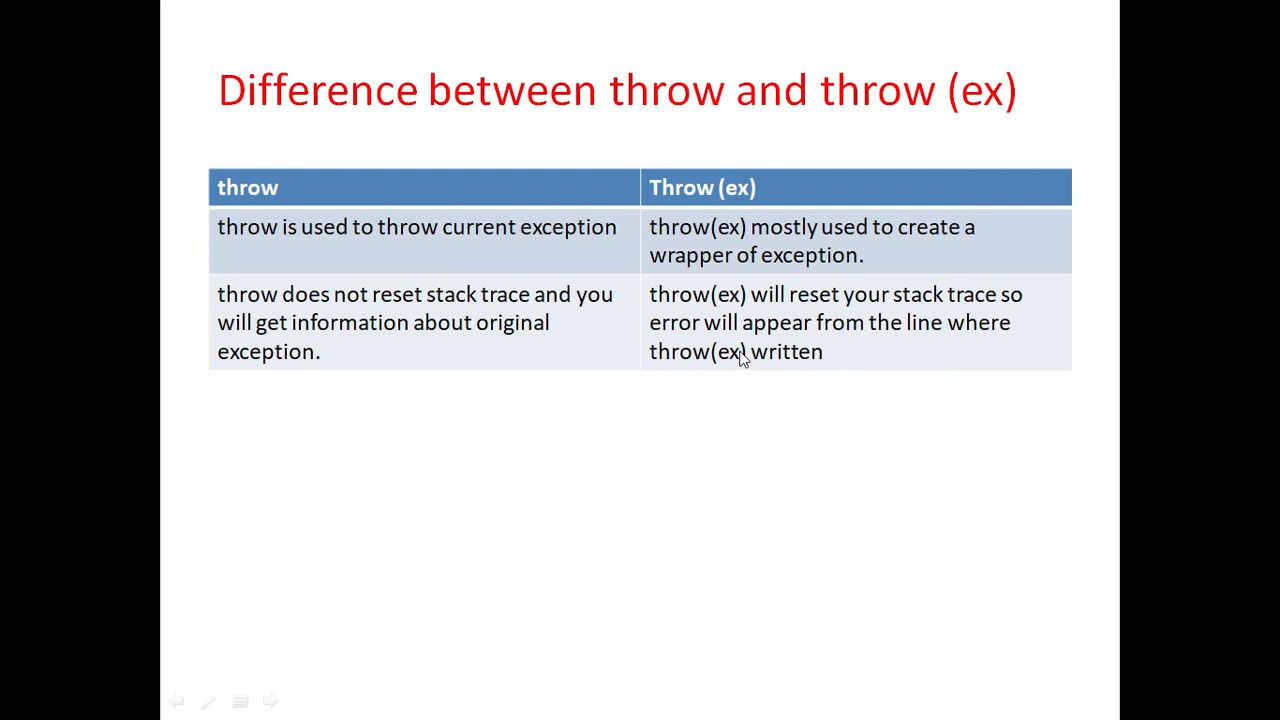 Difference between throw and throw (ex)
throw
Throw (ex)
throw is used to throw current exception
throw(ex) mostly used to create a
wrapper of exception.
throw does not reset stack trace and you
will get information about original
exception.
throw(ex) will reset your stack trace so
error will appear from the line where
throw(ex) written